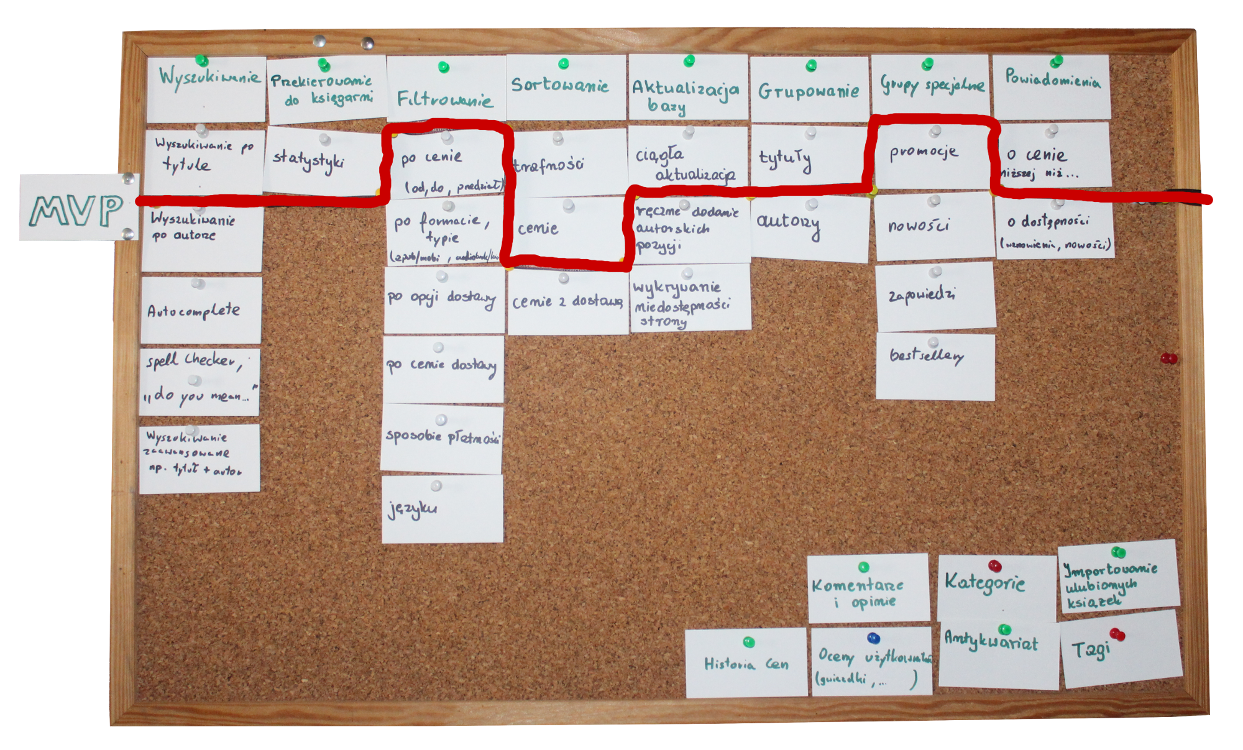 Wyszukiwanie
Przekierowanie
do księgarni
Filtrowanie
Sortowanie
Aktualizacja
bazy
Grupowanie
Grupy specjalne
Powiadomienia
Wyszukiwanie po
tytule
statystyki
po cenie
(od, do, przedział)
trafności
ciągła
aktualizacja
tytuły
promocje
o cenie
niższej niż...
MVP
Wyszukiwanie
po autorze
po formacie,
typie
(epub/mobi, audiobook/
cenie
ręczne dodanie
autorskich
pozycji
autorzy
nowości
o dostępności
(wznowienia, nowości)
Autocomplete
po opcji dostawy
cenie z dostawą
wykrywanie
niedostępności
strony
zapowiedzi
spell checker,
"do you mean..."
po cenie dostawy
bestsellery
Wyszukiwanie
zaawansowane
np. tytuł + autor
sposobie płatności
języku
Komentarze
i opinie
Kategorie
Importowanie
ulubionych
książek
Historia cen
Oceny użytkowników
(gwiazdki, ... )
Antykwariat
Tagi